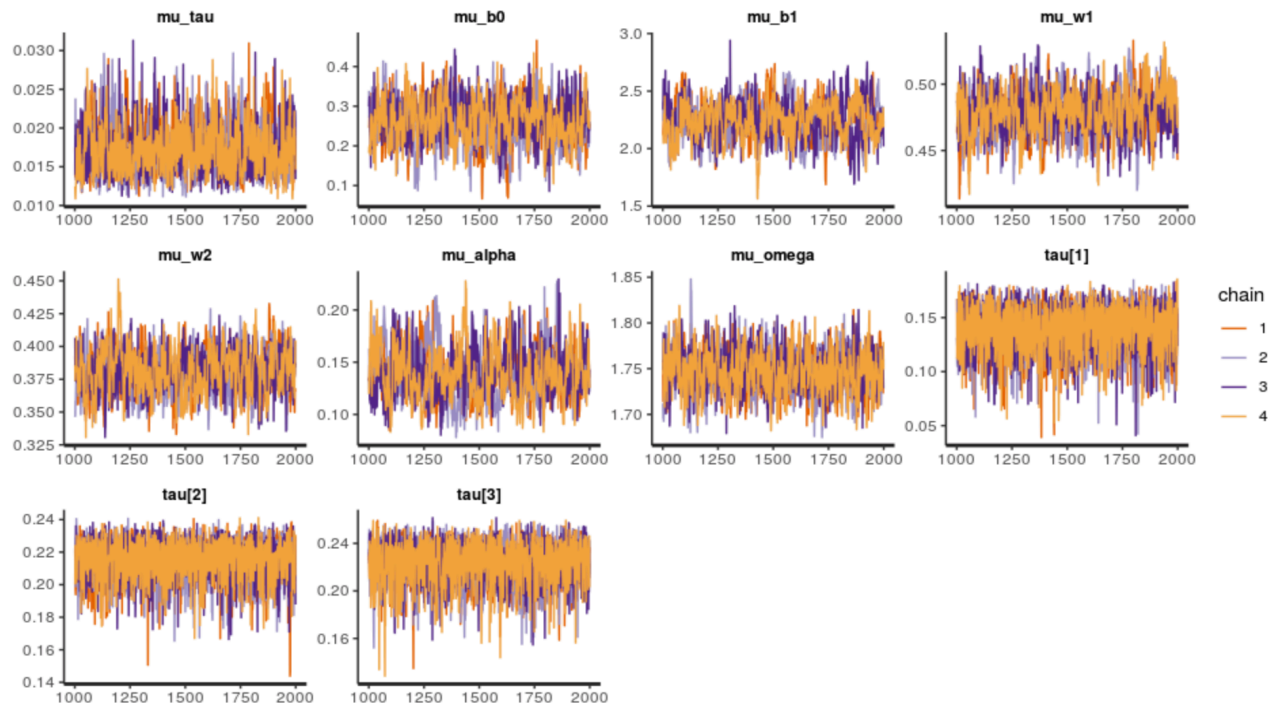 mu_tau mu_b0 mu_b1 mu_w1
0.030 0.025 0.020 0.015 0.010
0.4 0.3 0.2 0.1
3.0 2.5 2.0 1.5
0.50 0.45
1000 1250 1500 1750 2000 1000 1250 1500 1750 2000 1000 1250 1500 1750 2000 1000 1250 1500 1750 2000
mu_w2 mu_alpha mu_omega tau[1]
0.450 0.425 0.400 0.375 0.350 0.325
0.20 0.15 0.10
1.85 1.80 1.75 1.70
0.15 0.10 0.05
1000 1250 1500 1750 2000 1000 1250 1500 1750 2000 1000 1250 1500 1750 2000 1000 1250 1500 1750 2000
chain
1
2
3
4
tau[2] tau[3]
0.24 0.22 0.20 0.18 0.16 0.14
0.24 0.20 0.16
1000 1250 1500 1750 2000 1000 1250 1500 1750 2000